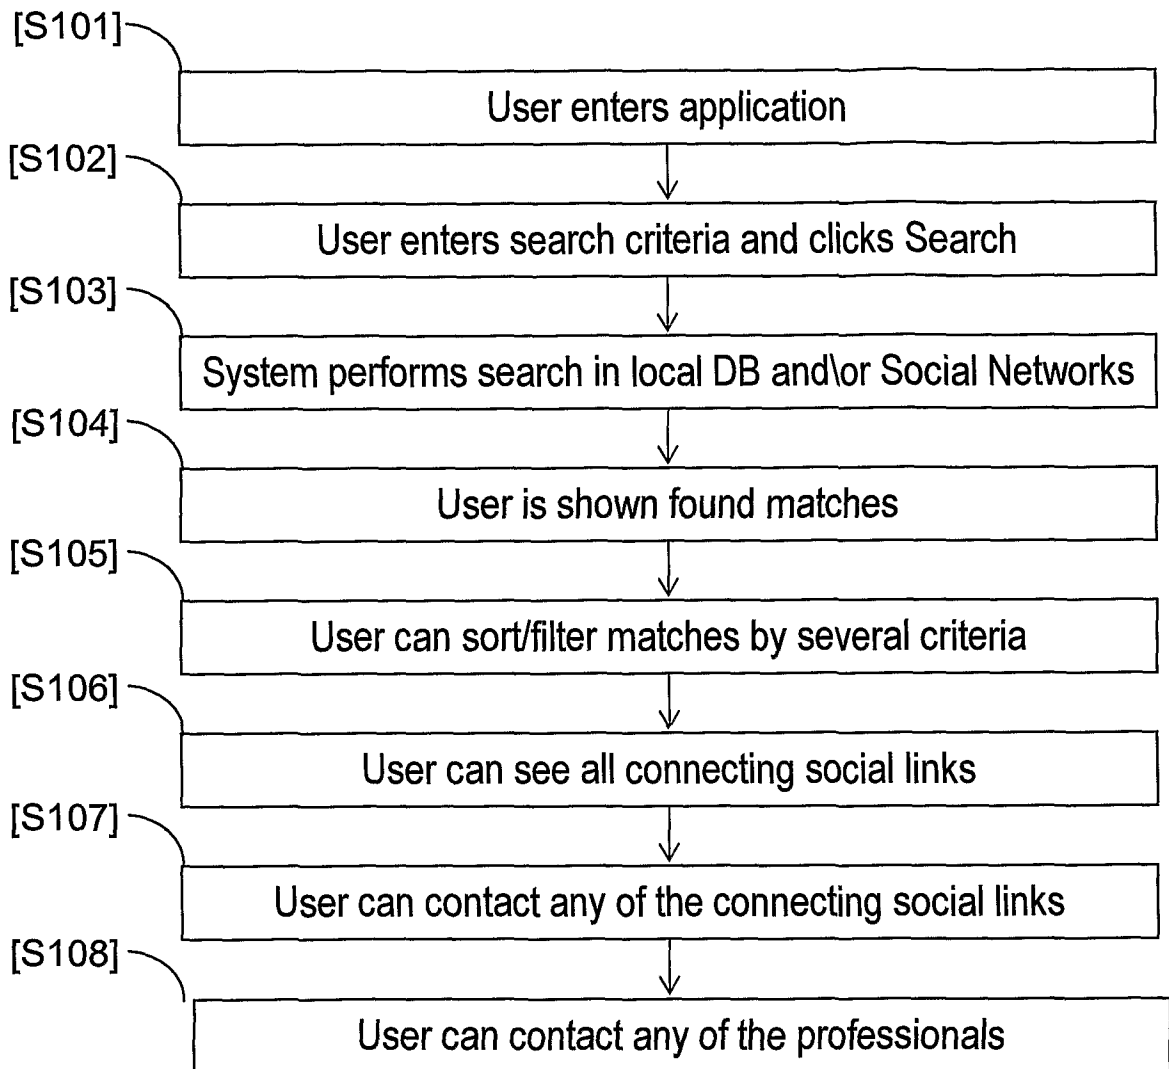 [S101]
User enters application
[S102]
User enters search criteria and clicks Search
[S103]
System performs search in local DB and\or Social Networks
[S104]
User is shown found matches
[S105]
User can sort/filter matches by several criteria
[S106]
User can see all connecting social links
[S107]
User can contact any of the connecting social links
[S108]
User can contact any of the professionals